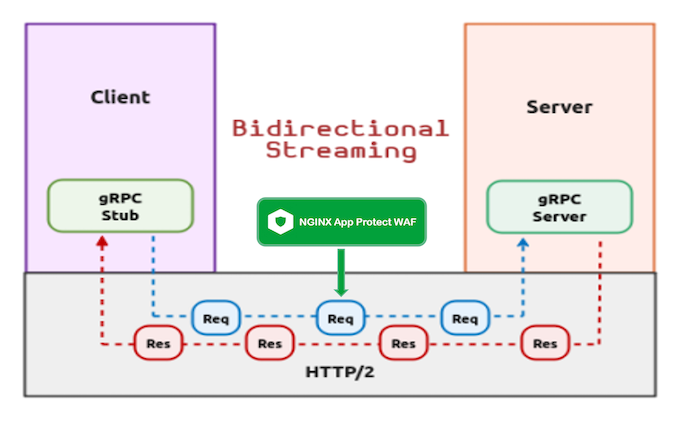 Client
Server
Bidirectional
Streaming
gRPC
Stub
NGINX App Protect WAF
gRPC
Server
Req
Req
Req
Res
Res
Res
Res
HTTP/2